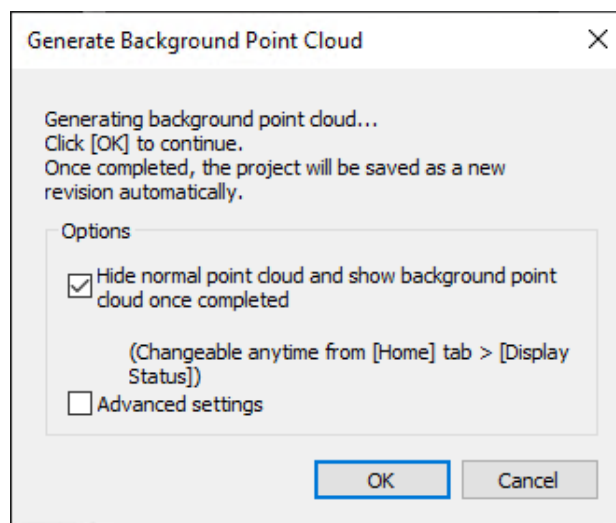 Generate Background Point Cloud
Generating background point cloud...
Click [OK] to continue.
Once completed, the project will be saved as a new
revision automatically.
Options
Hide normal point cloud and show background point
cloud once completed
(Changeable anytime from [Home] tab > [Display
Status])
Advanced settings
OK
Cancel